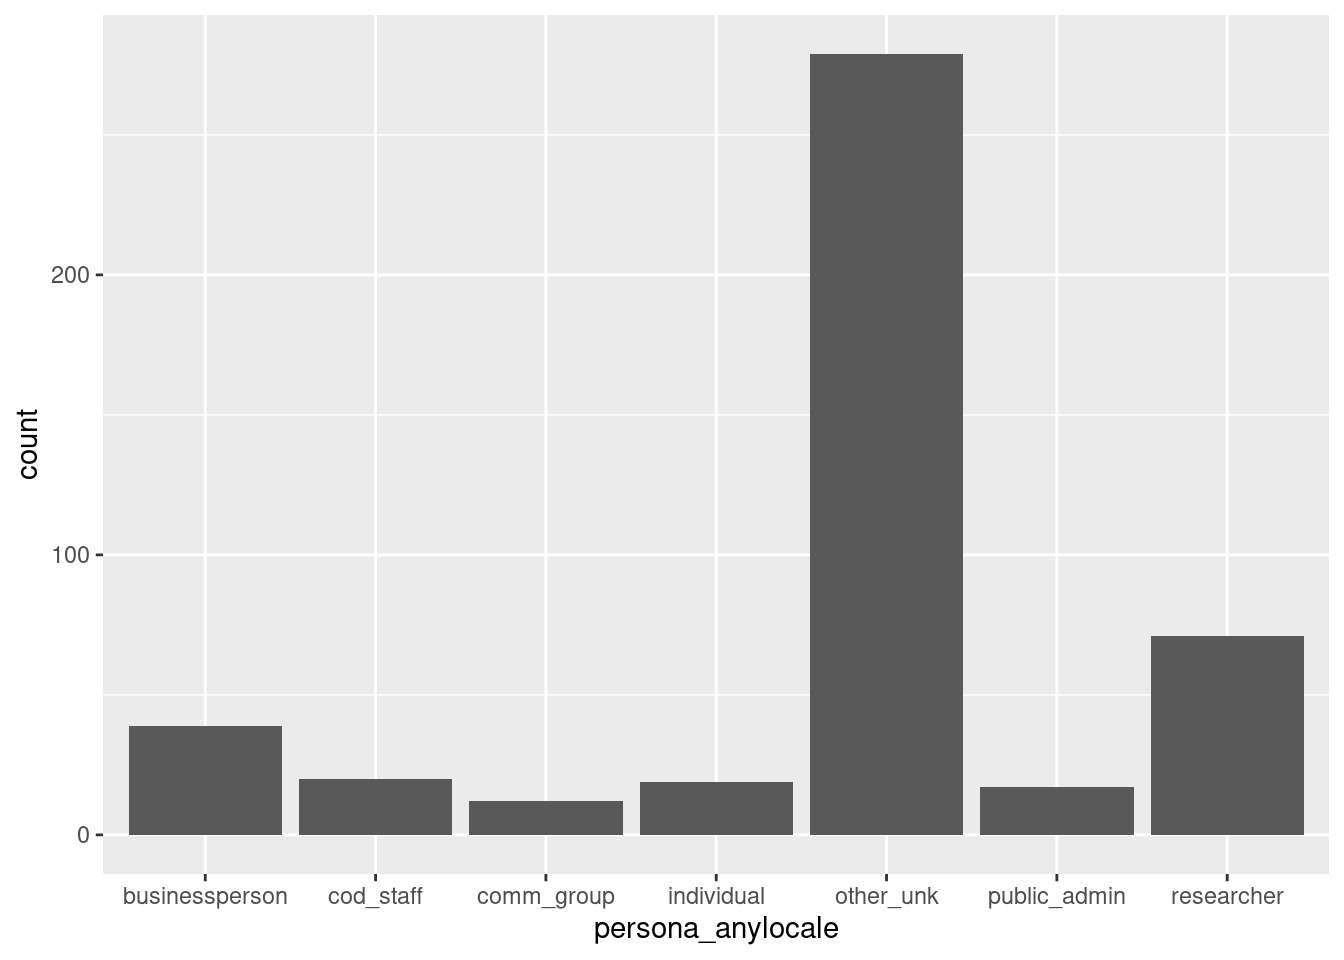 count
200
100
0
businessperson cod_staff comm_group individual other_unk public_admin researcher
persona_anylocale